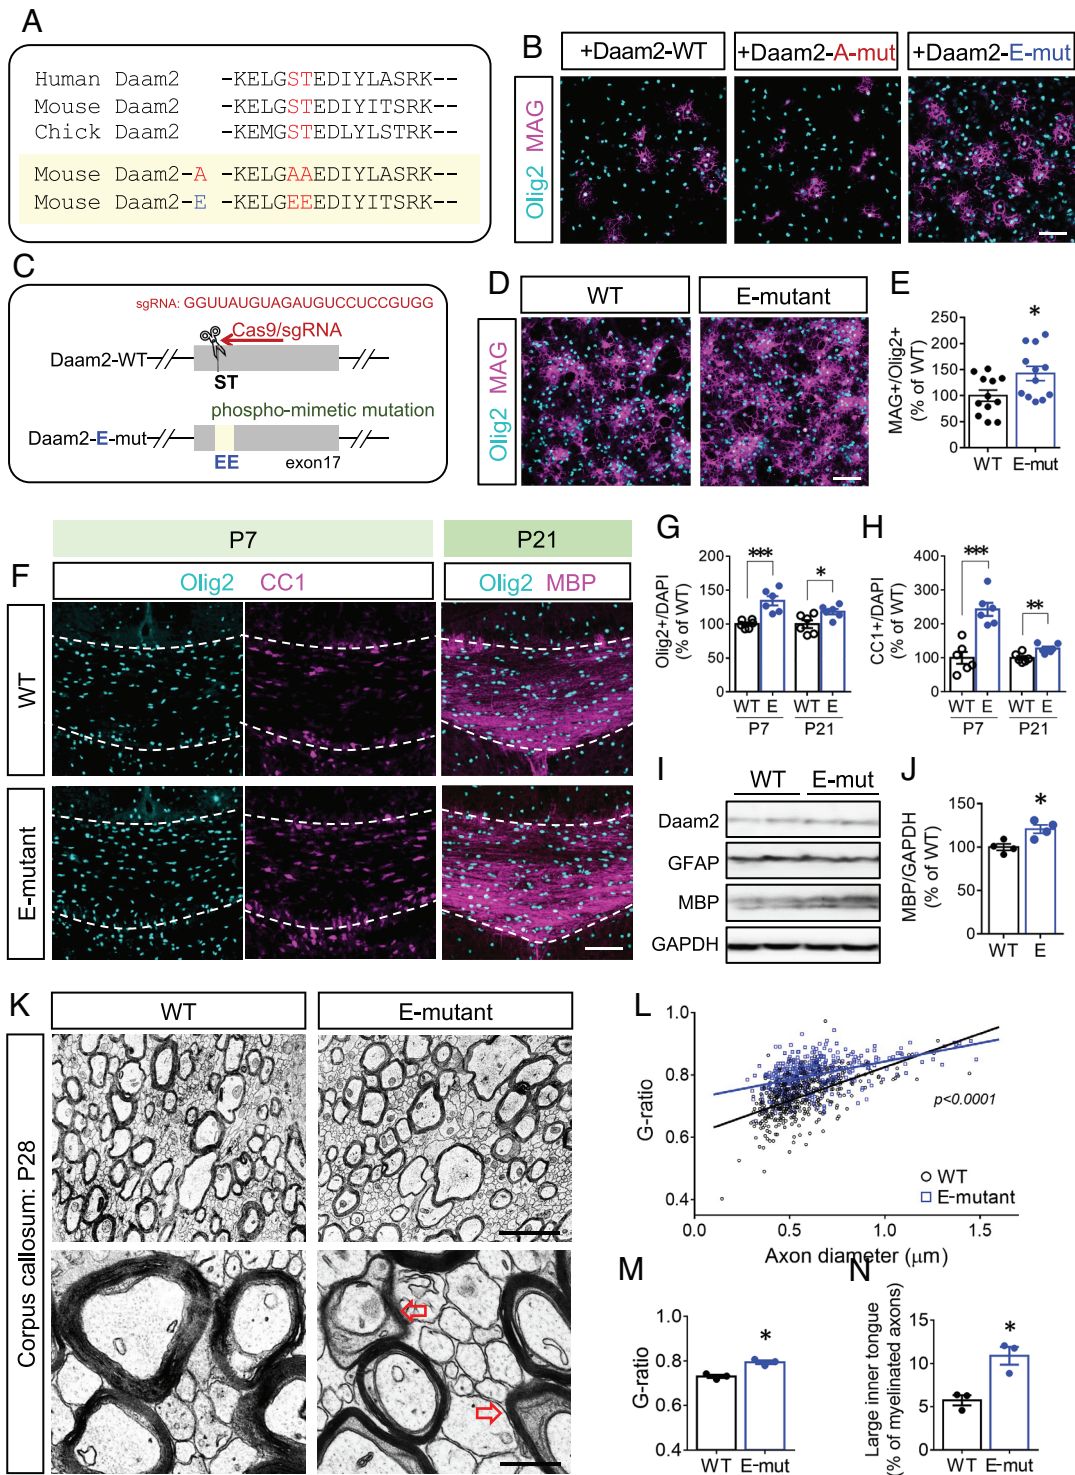 A
Human Daam2 -KELGSTEDIYLASRK--
Mouse Daam2 -KELGSTEDIYITSRK--
Chick Daam2 -KEMGSTEDLYLSTRK--
Mouse Daam2-A -KELGAAEDIYLASRK--
Mouse Daam2-E -KELGEEEDIYITSRK--
B
+Daam2-WT
+Daam2-A-mut
+Daam2-E-mut
Olig2 MAG
C
sgRNA: GGUUAUGUAGAUGUCCUCCGUGG
Cas9/sgRNA
Daam2-WT
ST
phospho-mimetic mutation
Daam2-E-mut
EE
exon17
D
WT
E-mutant
Olig2 MAG
E
*
MAG+/Olig2+
(% of WT)
250
200
150
100
50
0
WT
E-mut
F
P7
P21
Olig2 CC1
Olig2 MBP
WT
E-mutant
G
Olig2+/DAPI
(% of WT)
200
150
100
50
0
***
*
WT E WT E
P7 P21
H
CC1+/DAPI
(% of WT)
400
300
200
100
0
***
**
WT E WT E
P7 P21
I
WT E-mut
Daam2
GFAP
MBP
GAPDH
J
MBP/GAPDH
(% of WT)
150
100
50
0
*
WT E
K
WT
E-mutant
Corpus callosum: P28
L
G-ratio
1.0
0.8
0.6
0.4
p<0.0001
WT
E-mutant
0.0 0.5 1.0 1.5
Axon diameter (μm)
M
G-ratio
1.0
0.8
0.6
0.4
*
WT E-mut
N
Large inner tongue
(% of myelinated axons)
15
10
5
0
*
WT E-mut